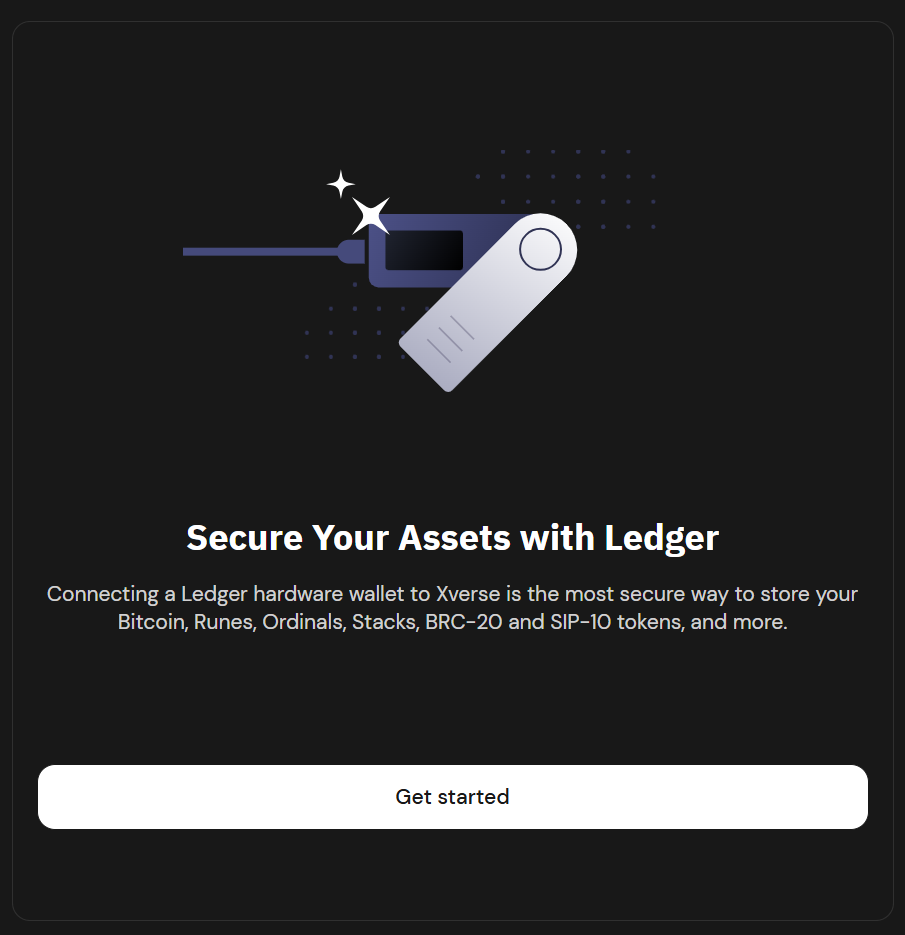 Secure Your Assets with Ledger
Connecting a Ledger hardware wallet to Xverse is the most secure way to store your
Bitcoin, Runes, Ordinals, Stacks, BRC-20 and SIP-10 tokens, and more.
Get started